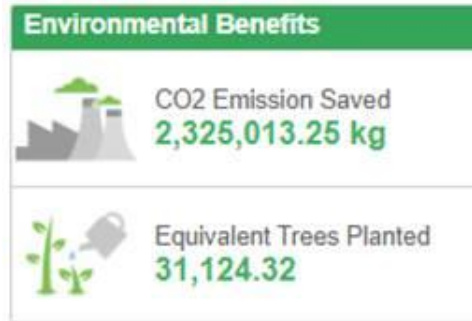 Environmental Benefits
CO2 Emission Saved
2,325,013.25 kg
Equivalent Trees Planted
31,124.32